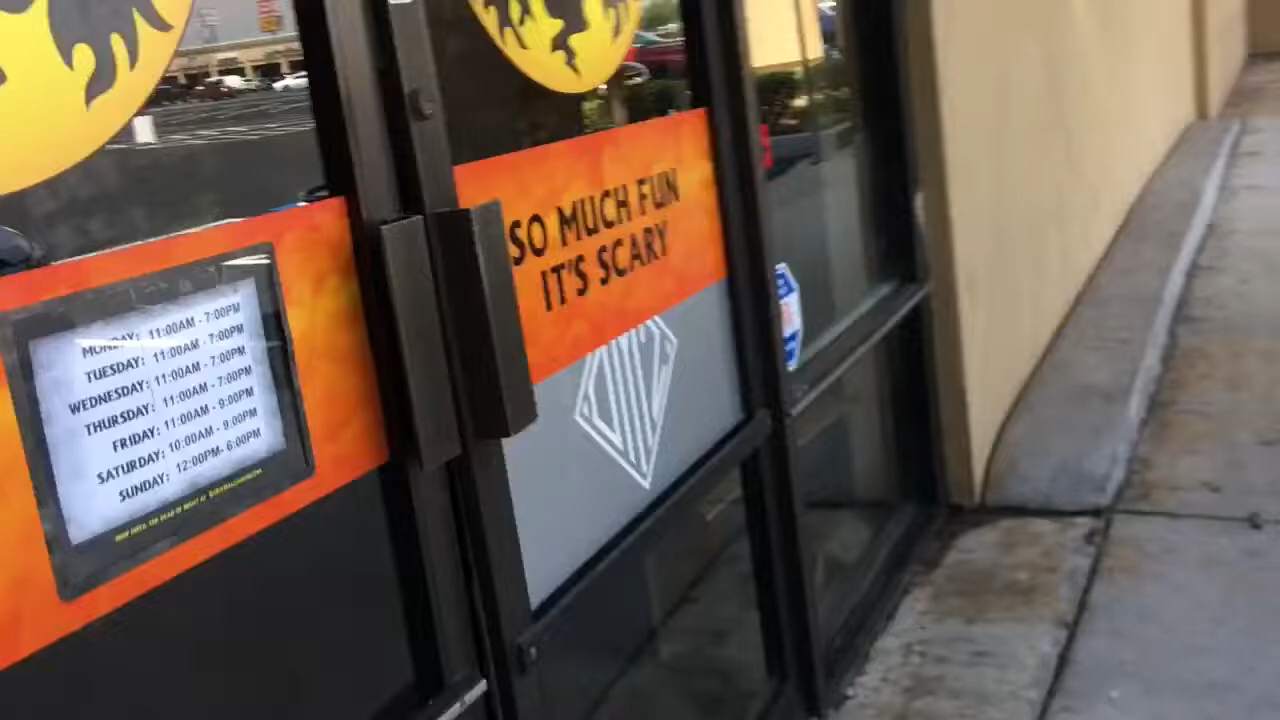 MONDAY: 11:00AM - 7:00PM
TUESDAY: 11:00AM - 7:00PM
WEDNESDAY: 11:00AM - 7:00PM
THURSDAY: 11:00AM - 7:00PM
FRIDAY: 11:00AM - 9:00PM
SATURDAY: 10:00AM - 9:00PM
SUNDAY: 12:00PM- 6:00PM
SO MUCH FUN
IT'S SCARY